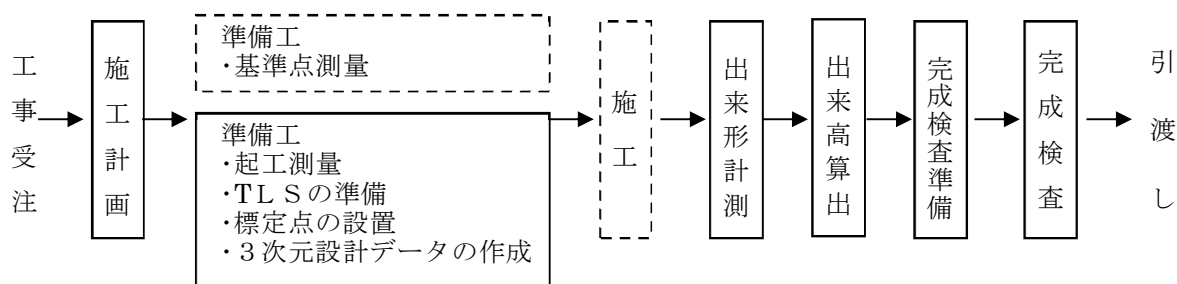 工事受注
施工計画
準備工
・基準点測量
準備工
・起工測量
・TLSの準備
・標定点の設置
・3次元設計データの作成
施工
出来形計測
出来高算出
完成検査準備
完成検査
引渡し